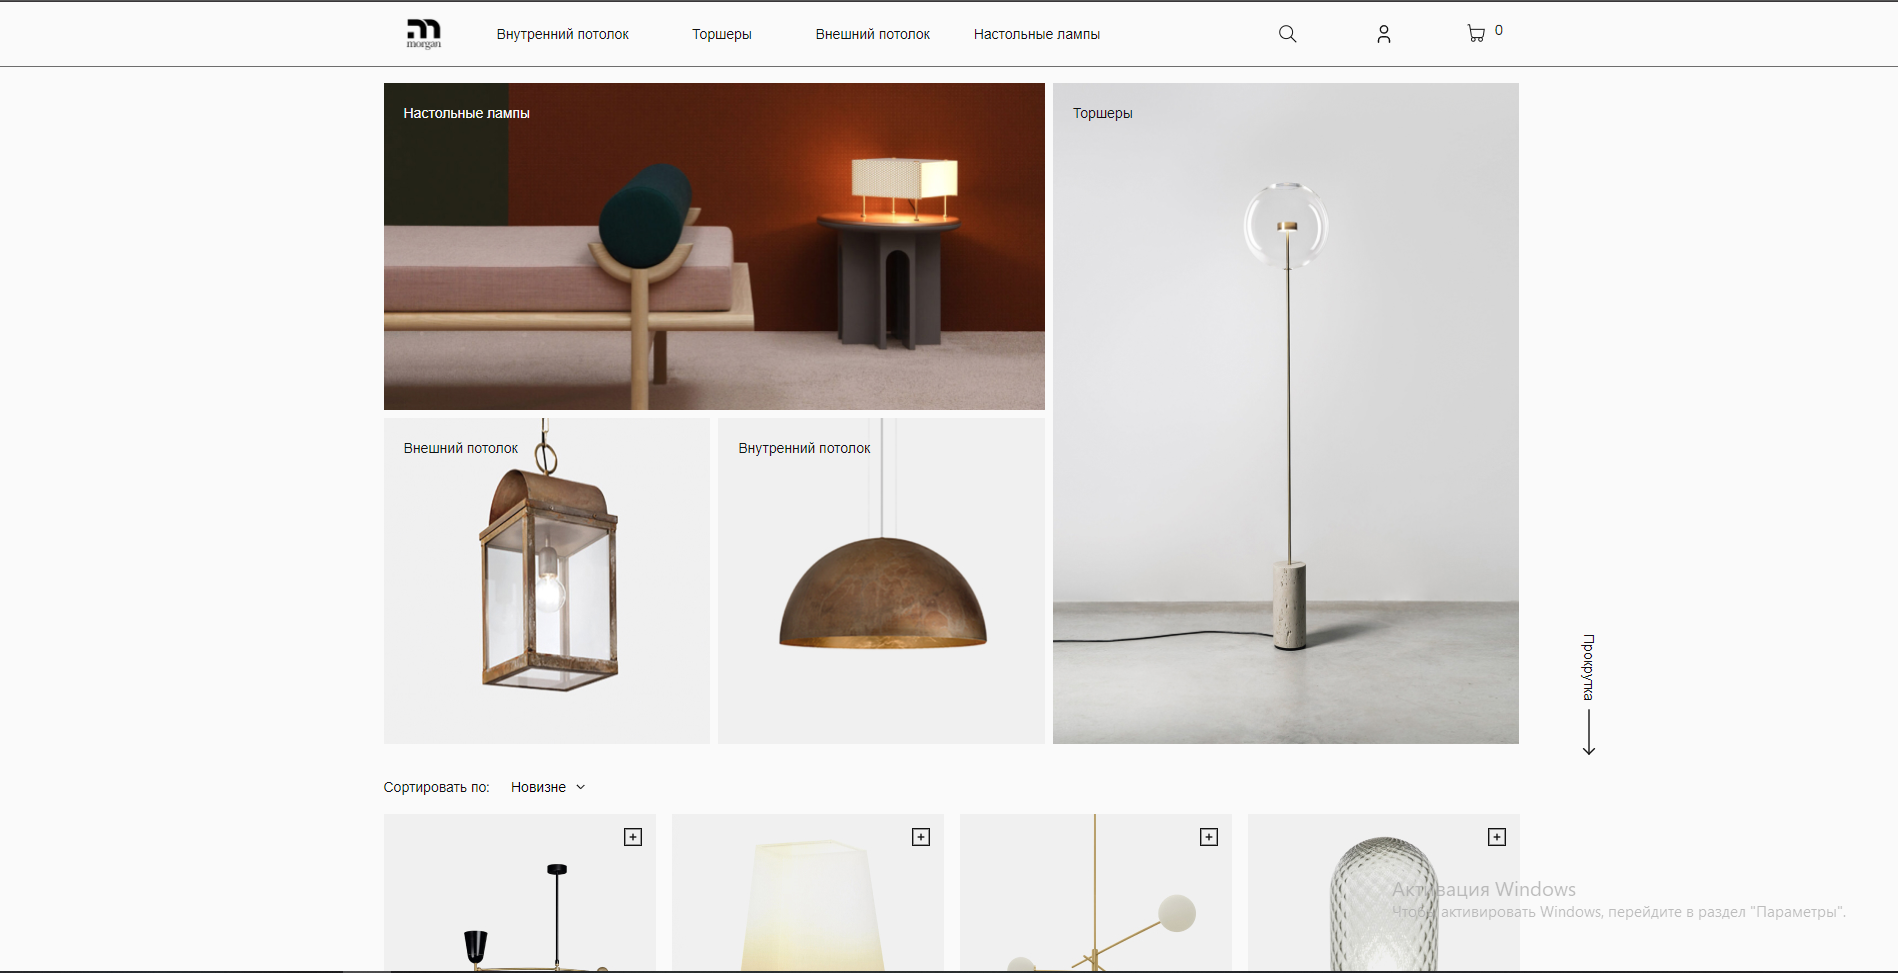 morgan
Внутренний потолок
Торшеры
Внешний потолок
Настольные лампы
0
Настольные лампы
Торшеры
Внешний потолок
Внутренний потолок
Прокрутка
Сортировать по: Новизне
Активация Windows
Чтобы активировать Windows, перейдите в раздел "Параметры".